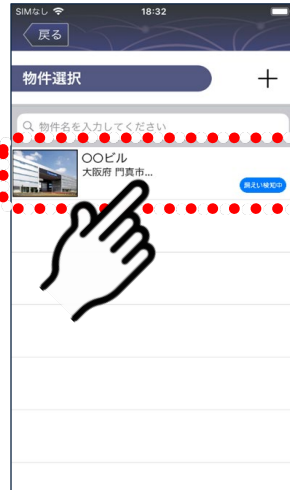 SIMなし 18:32
戻る
物件選択 +
物件名を入力してください
〇〇ビル
大阪府 門真市...
漏えい検知中